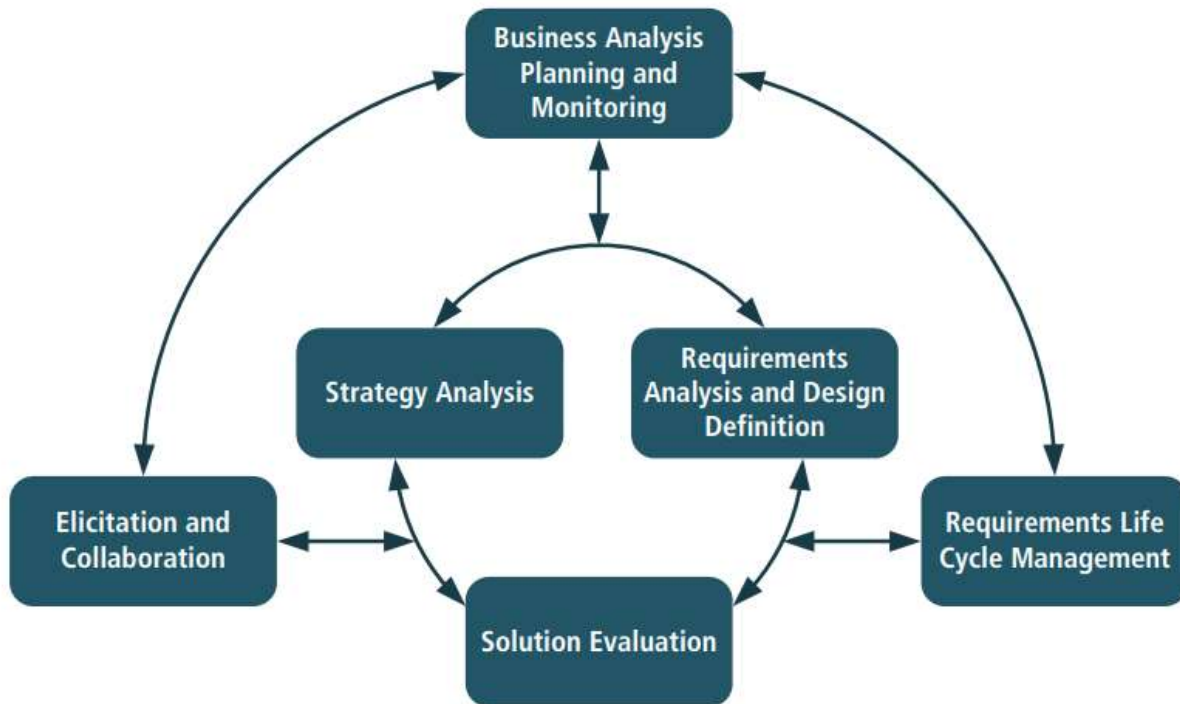 Business Analysis
Planning and
Monitoring
Strategy Analysis
Requirements
Analysis and Design
Definition
Elicitation and
Collaboration
Requirements Life
Cycle Management
Solution Evaluation